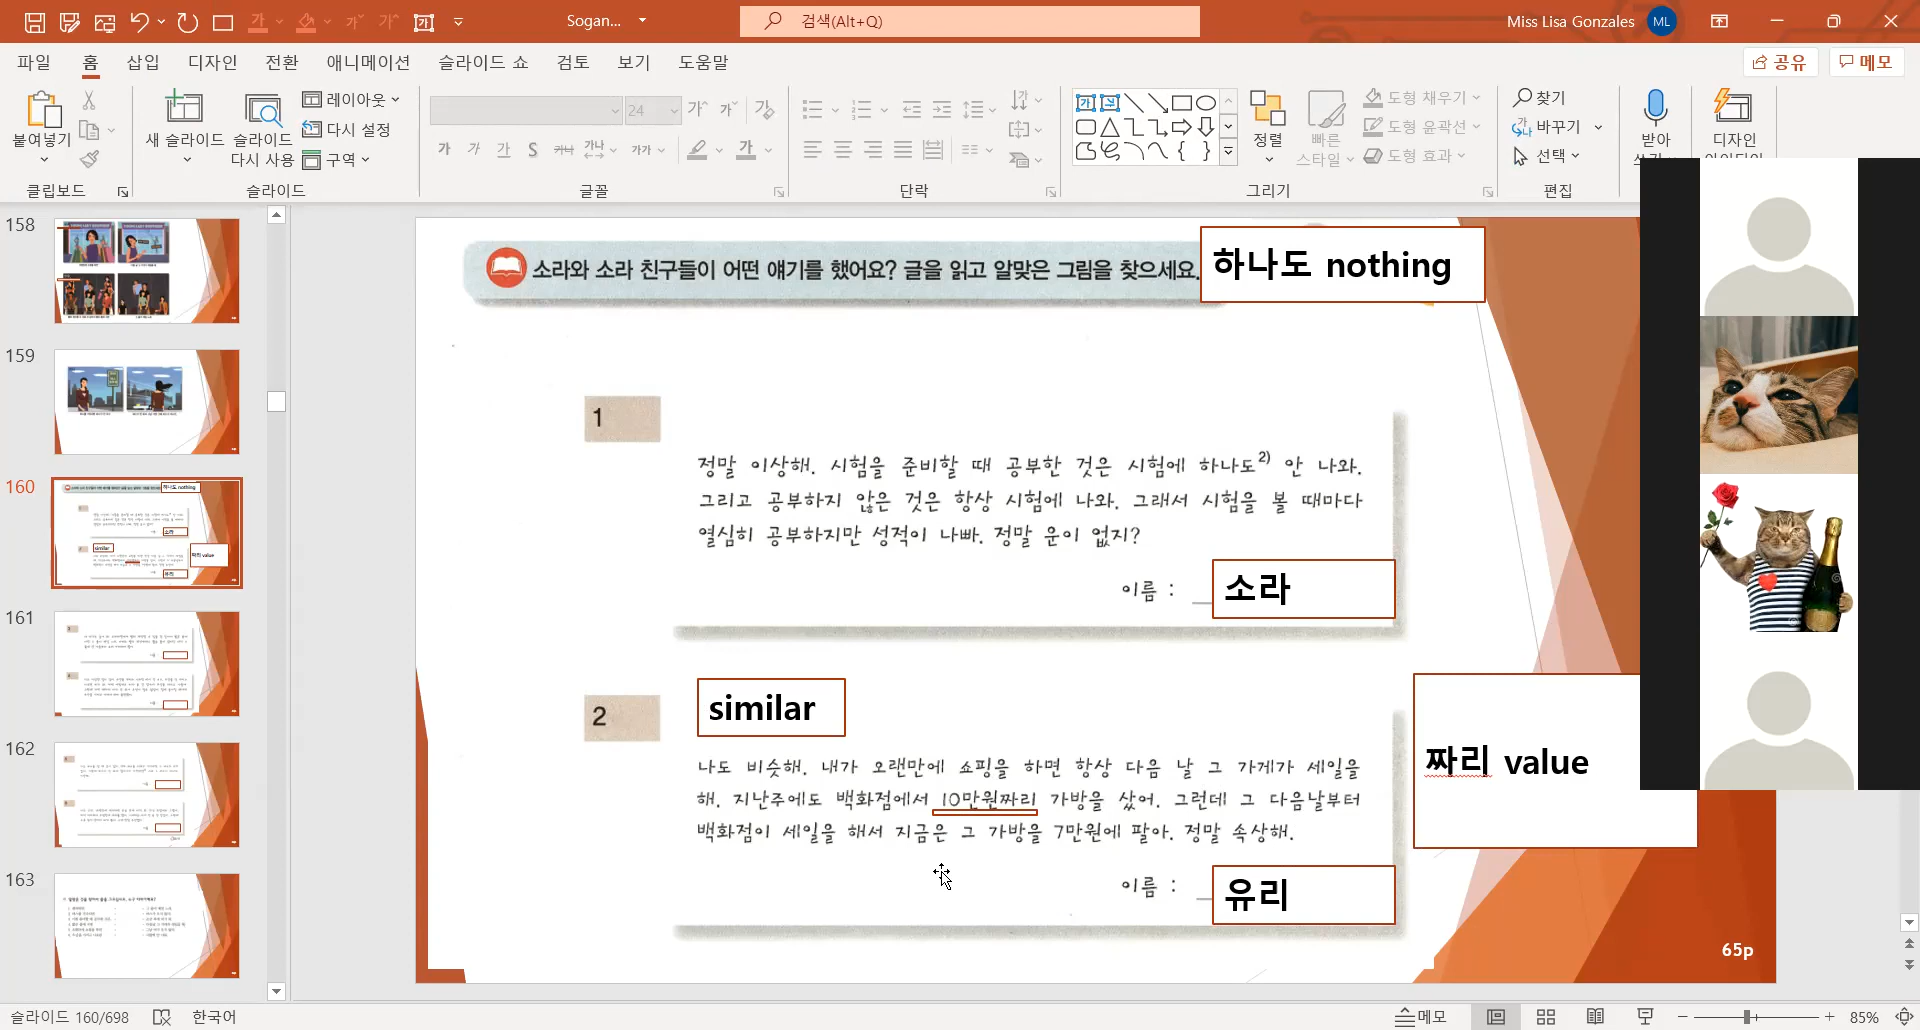 Sogan...
검색(Alt+Q)
Miss Lisa Gonzales
ML
파일 홈 삽입 디자인 전환 애니메이션 슬라이드 쇼 검토 보기 도움말
공유 메모
붙여넣기
클립보드
새 슬라이드
슬라이드 다시 사용
레이아웃
다시 설정
구역
슬라이드
24
글꼴
단락
정렬
빠른 스타일
도형 채우기
도형 윤곽선
도형 효과
그리기
찾기
바꾸기
선택
편집
받아
디자인
158
159
160
161
162
163
소라와 소라 친구들이 어떤 얘기를 했어요? 글을 읽고 알맞은 그림을 찾으세요.
하나도 nothing
1
정말 이상해. 시험을 준비할 때 공부한 것은 시험에 하나도2) 안 나와.
그리고 공부하지 않은 것은 항상 시험에 나와. 그래서 시험을 볼 때마다
열심히 공부하지만 성적이 나빠. 정말 운이 없지?
이름 : 소라
2
similar
나도 비슷해. 내가 오랜만에 쇼핑을 하면 항상 다음 날 그 가게가 세일을
해. 지난주에도 백화점에서 10만원짜리 가방을 샀어. 그런데 그 다음날부터
백화점이 세일을 해서 지금은 그 가방을 7만원에 팔아. 정말 속상해.
이름 : 유리
짜리 value
65p
슬라이드 160/698
한국어
메모
85%